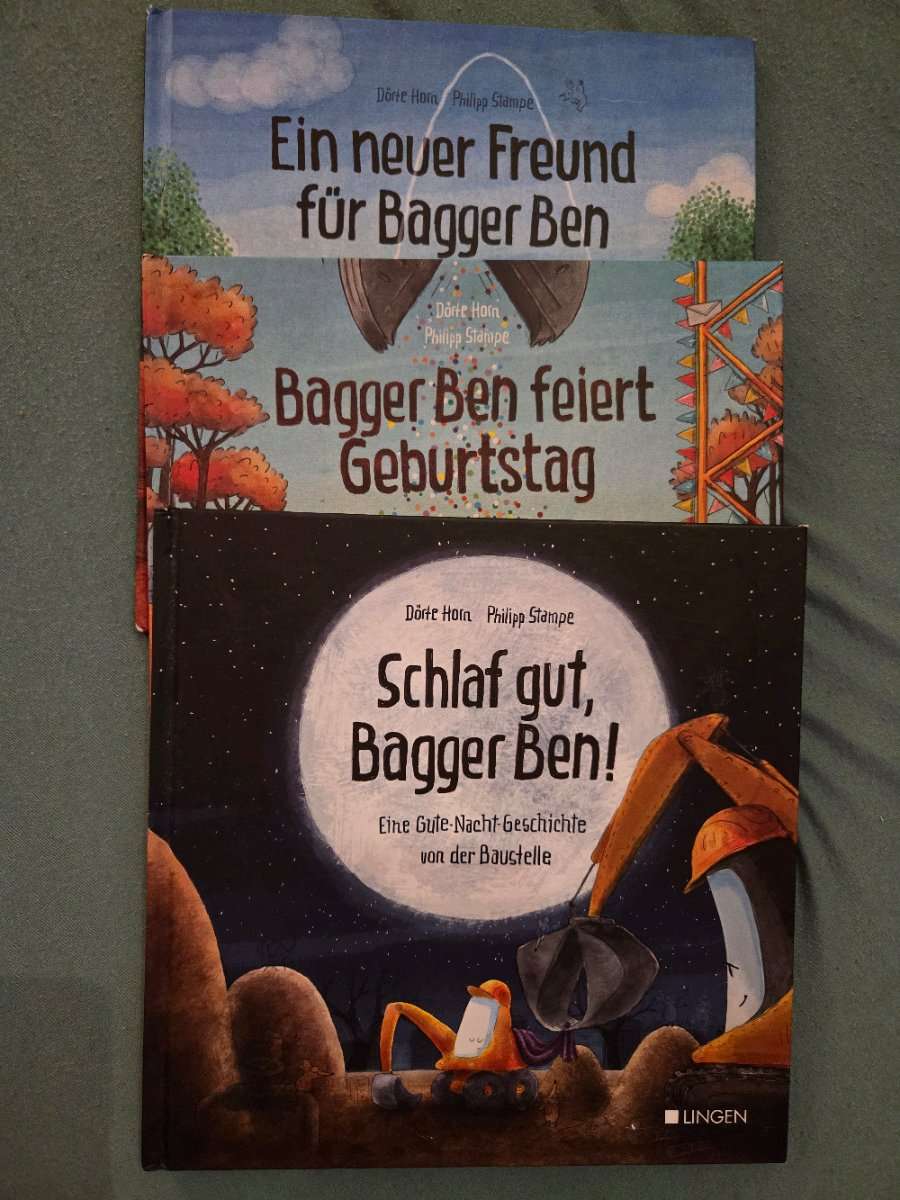 Dörte Horn Philipp Stampe
Ein neuer Freund
für Bagger Ben
Dörte Horn
Philipp Stampe
Bagger Ben feiert
Geburtstag
Dörte Horn Philipp Stampe
Schlaf gut,
Bagger Ben!
Eine Gute-Nacht-Geschichte
von der Baustelle
LINGEN